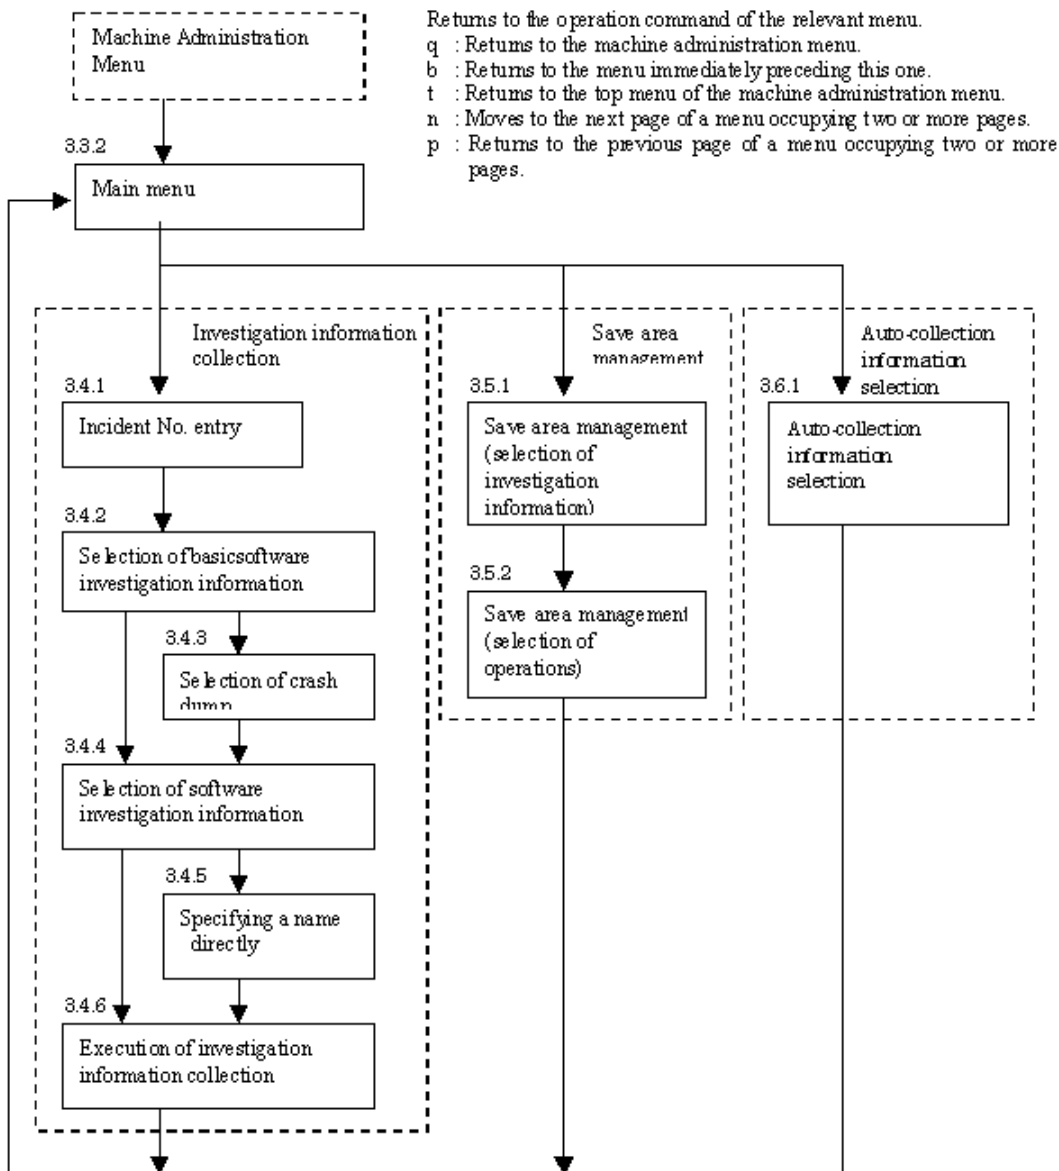 Machine Administration
Menu
Returns to the operation command of the relevant menu.
q : Returns to the machine administration menu.
b : Returns to the menu immediately preceding this one.
t : Returns to the top menu of the machine administration menu.
n : Moves to the next page of a menu occupying two or more pages.
p : Returns to the previous page of a menu occupying two or more
pages.
3.3.2
Main menu
Investigation information
collection
3.4.1
Incident No. entry
3.4.2
Selection of basicsoftware
investigation information
3.4.3
Selection of crash
dump
3.4.4
Selection of software
investigation information
3.4.5
Specifying a name
directly
3.4.6
Execution of investigation
information collection
Save area
management
3.5.1
Save area management
(selection of
investigation
information)
3.5.2
Save area management
(selection of
operations)
Auto-collection
information
selection
3.6.1
Auto-collection
information
selection